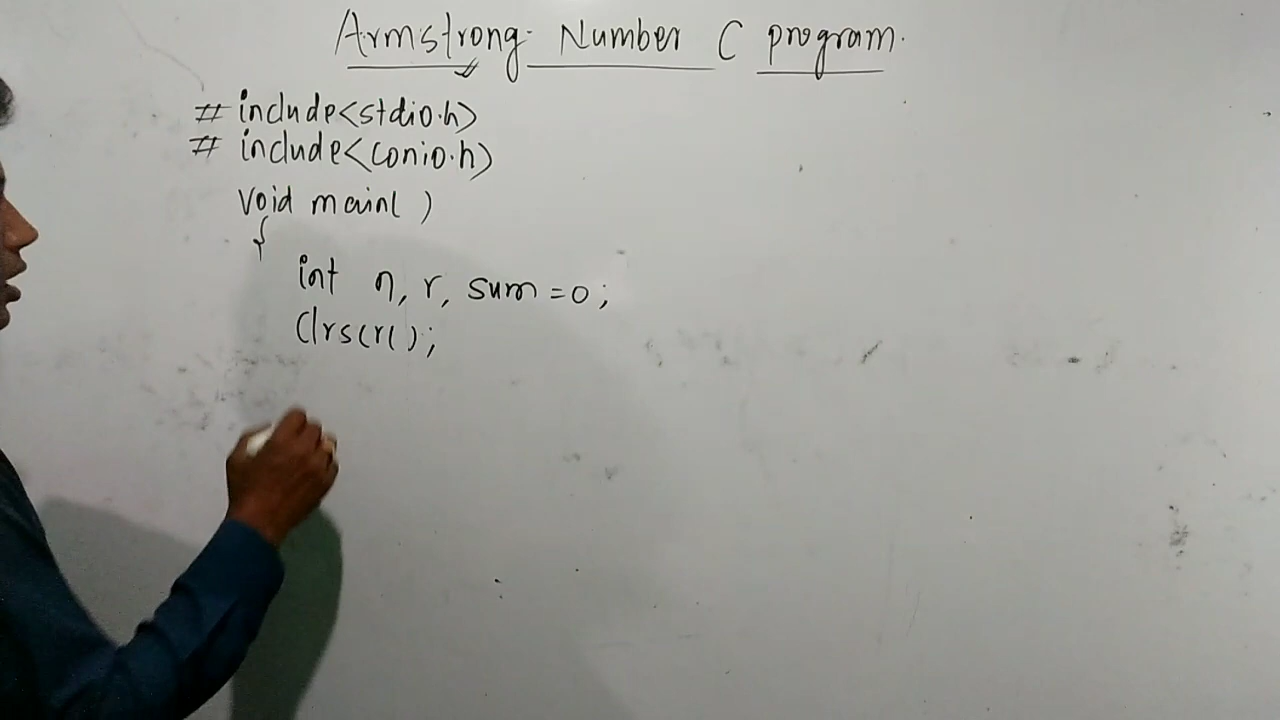 Armstrong Number C program.
# include<stdio.h>
# include<conio.h>
void main( )
{
int n, r, sum=0;
Clrscr();